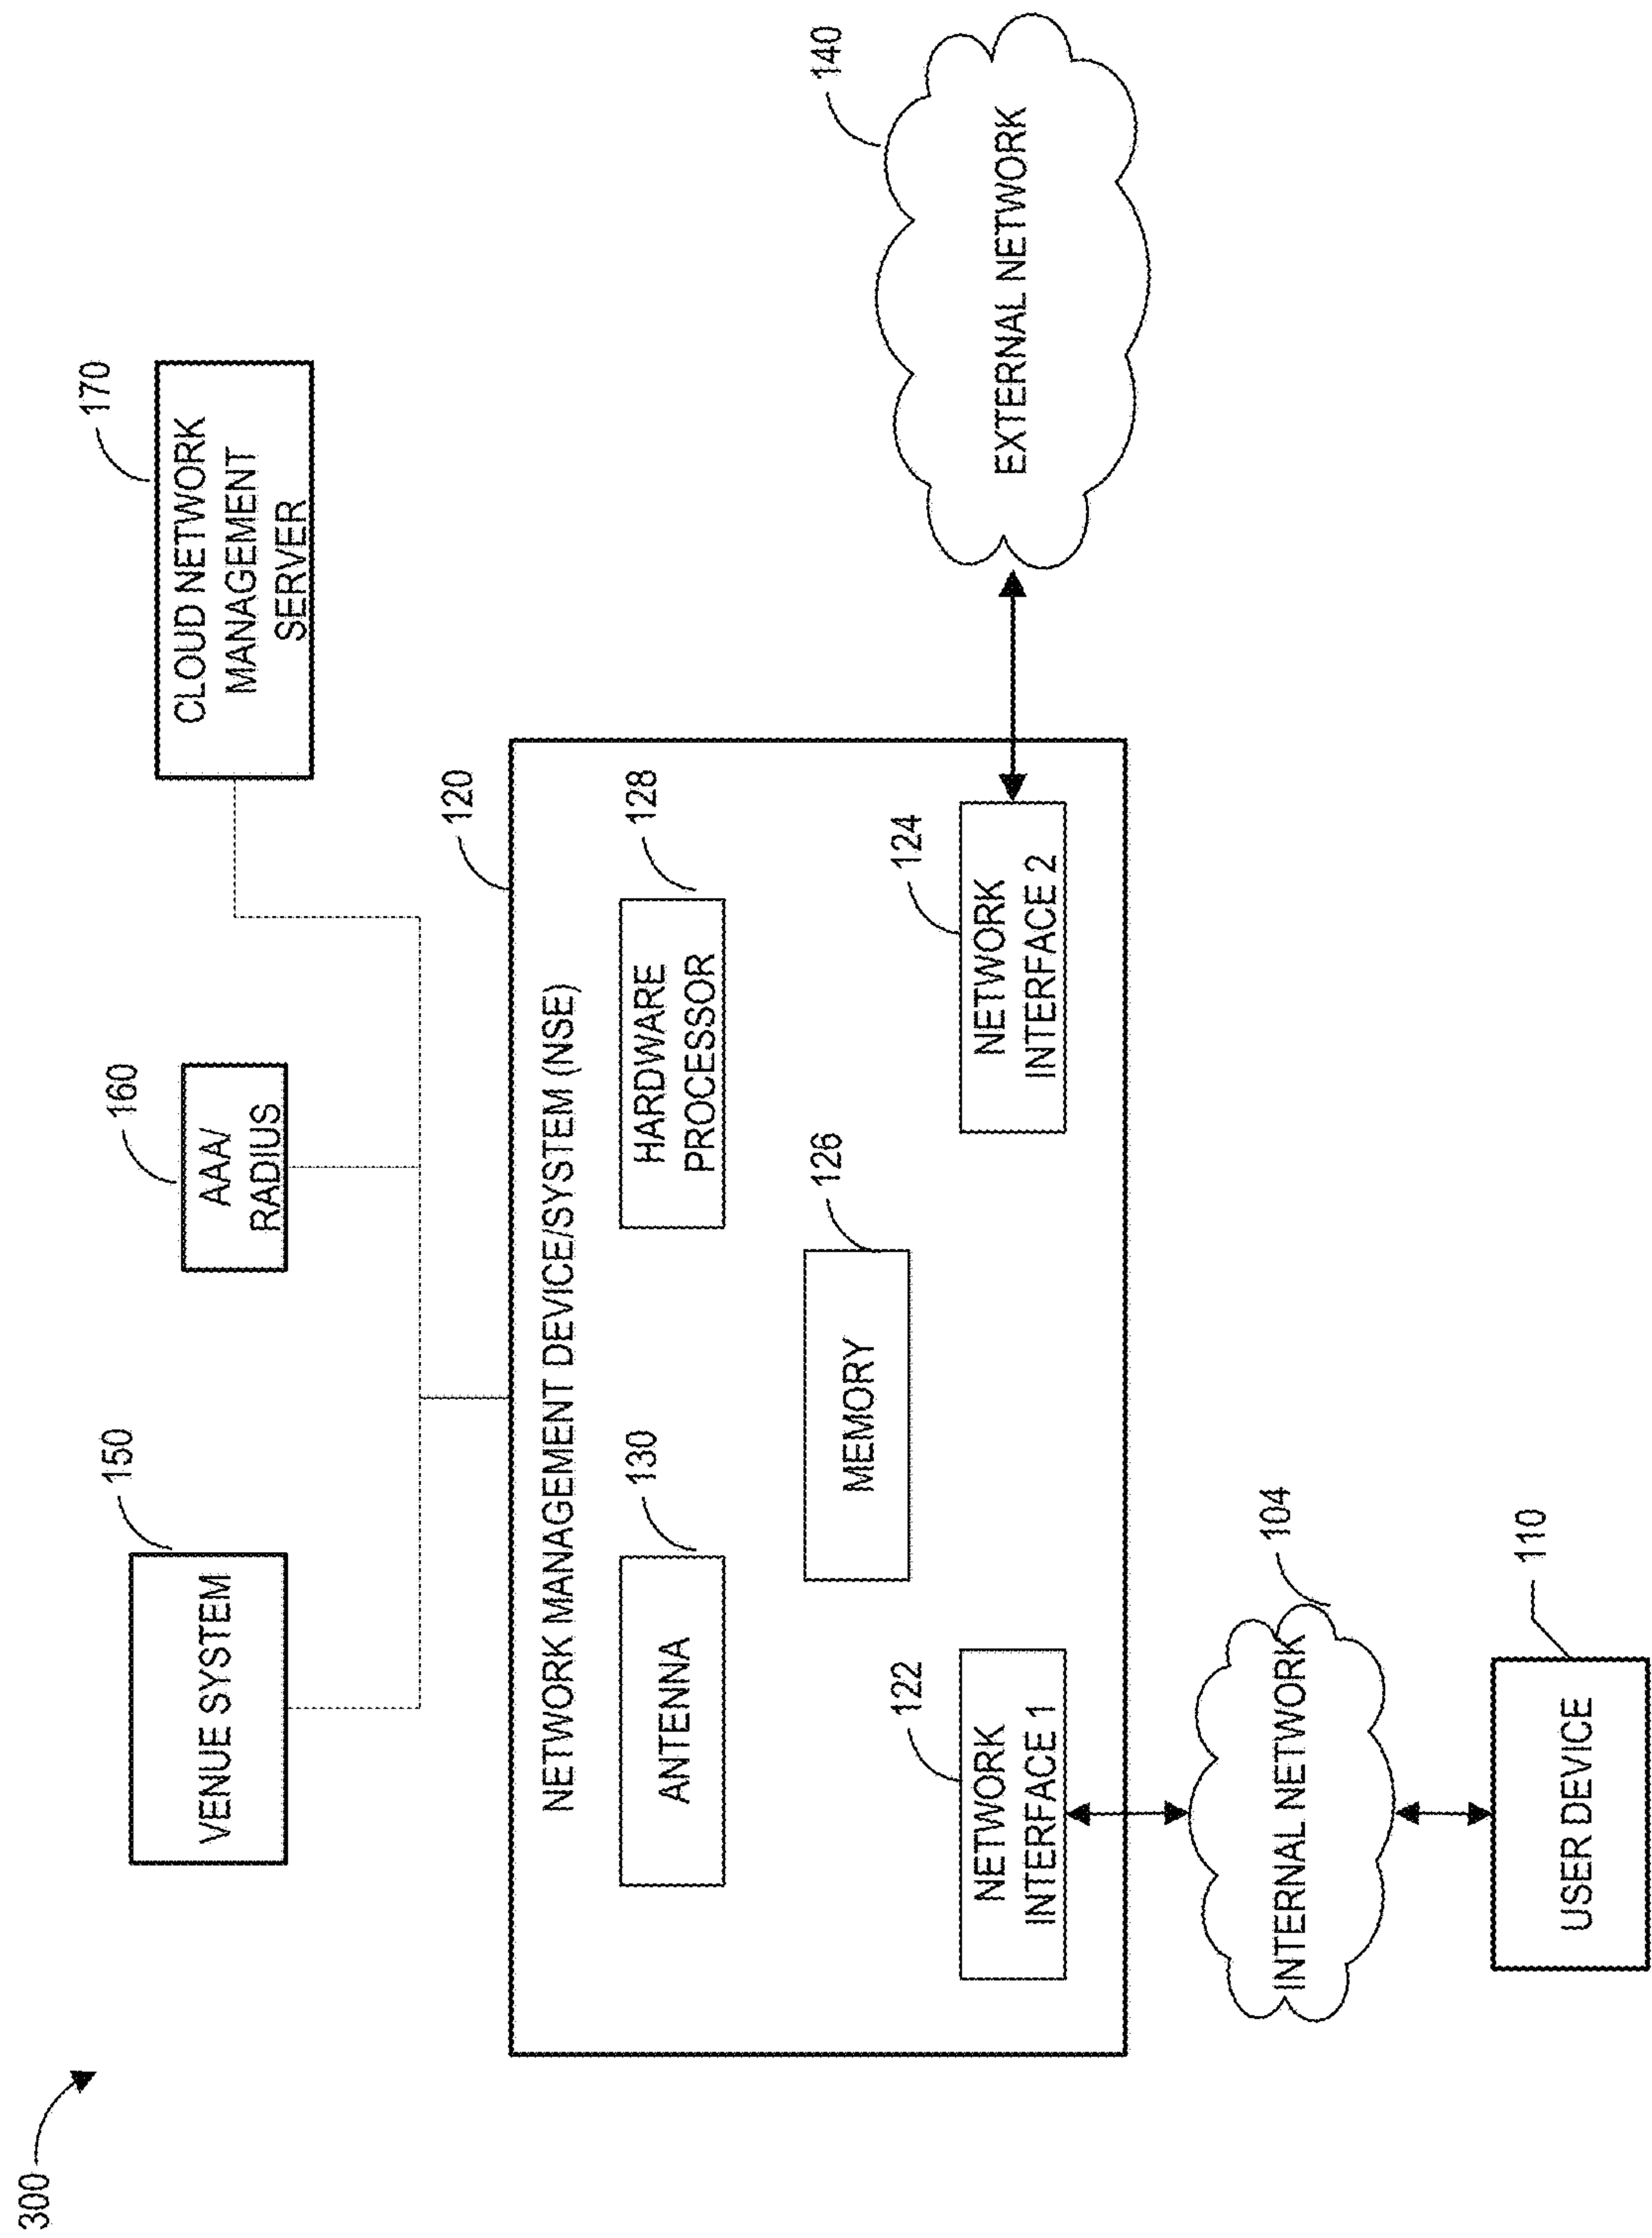 300
150
VENUE SYSTEM
160
AAA/
RADIUS
170
CLOUD NETWORK
MANAGEMENT
SERVER
120
NETWORK MANAGEMENT DEVICE/SYSTEM (NSE)
130
ANTENNA
128
HARDWARE
PROCESSOR
126
MEMORY
122
NETWORK
INTERFACE 1
124
NETWORK
INTERFACE 2
140
EXTERNAL NETWORK
104
INTERNAL NETWORK
110
USER DEVICE